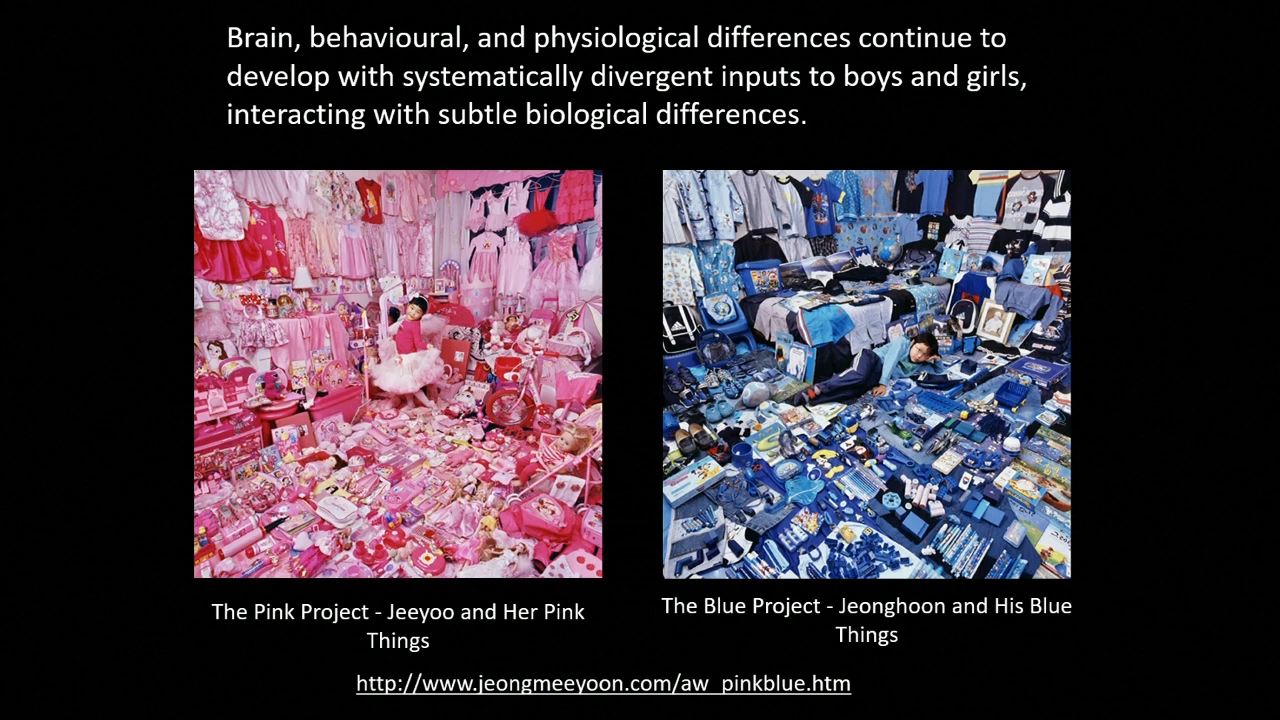 Brain, behavioural, and physiological differences continue to
develop with systematically divergent inputs to boys and girls,
interacting with subtle biological differences.
The Pink Project - Jeeyoo and Her Pink
Things
The Blue Project - Jeonghoon and His Blue
Things
http://www.jeongmeeyoon.com/aw_pinkblue.htm